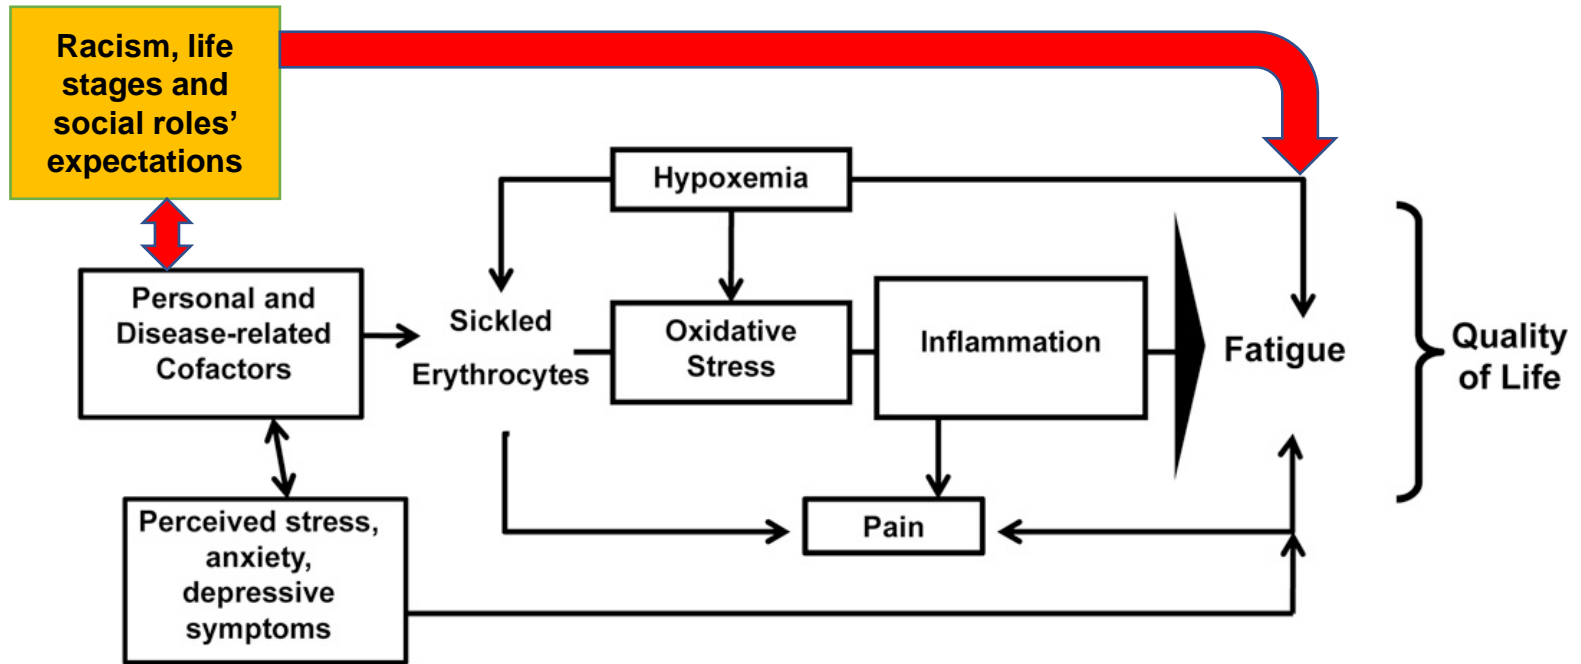 Racism, life
stages and
social roles’
expectations
Hypoxemia
Personal and
Disease-related
Cofactors
Sickled
Erythrocytes
Oxidative
Stress
Inflammation
Fatigue
Quality
of Life
Perceived stress,
anxiety,
depressive
symptoms
Pain